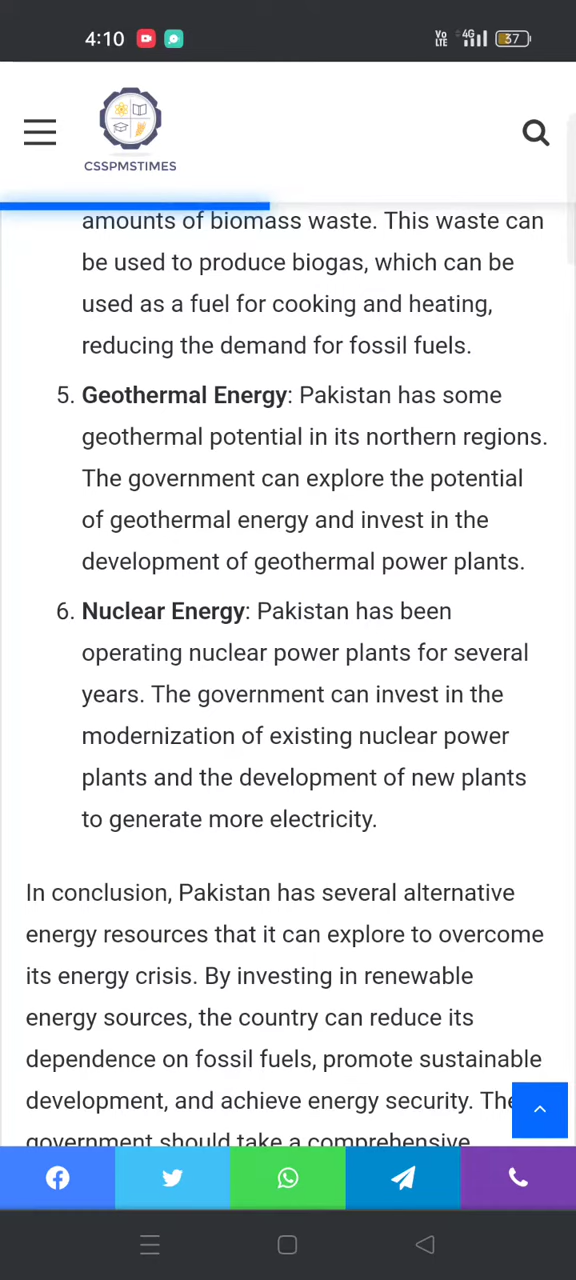 4:10
Vo
LTE
4G
37
CSSPMSTIMES
amounts of biomass waste. This waste can
be used to produce biogas, which can be
used as a fuel for cooking and heating,
reducing the demand for fossil fuels.
5. Geothermal Energy: Pakistan has some
geothermal potential in its northern regions.
The government can explore the potential
of geothermal energy and invest in the
development of geothermal power plants.
6. Nuclear Energy: Pakistan has been
operating nuclear power plants for several
years. The government can invest in the
modernization of existing nuclear power
plants and the development of new plants
to generate more electricity.
In conclusion, Pakistan has several alternative
energy resources that it can explore to overcome
its energy crisis. By investing in renewable
energy sources, the country can reduce its
dependence on fossil fuels, promote sustainable
development, and achieve energy security. The
government should take a comprehensive